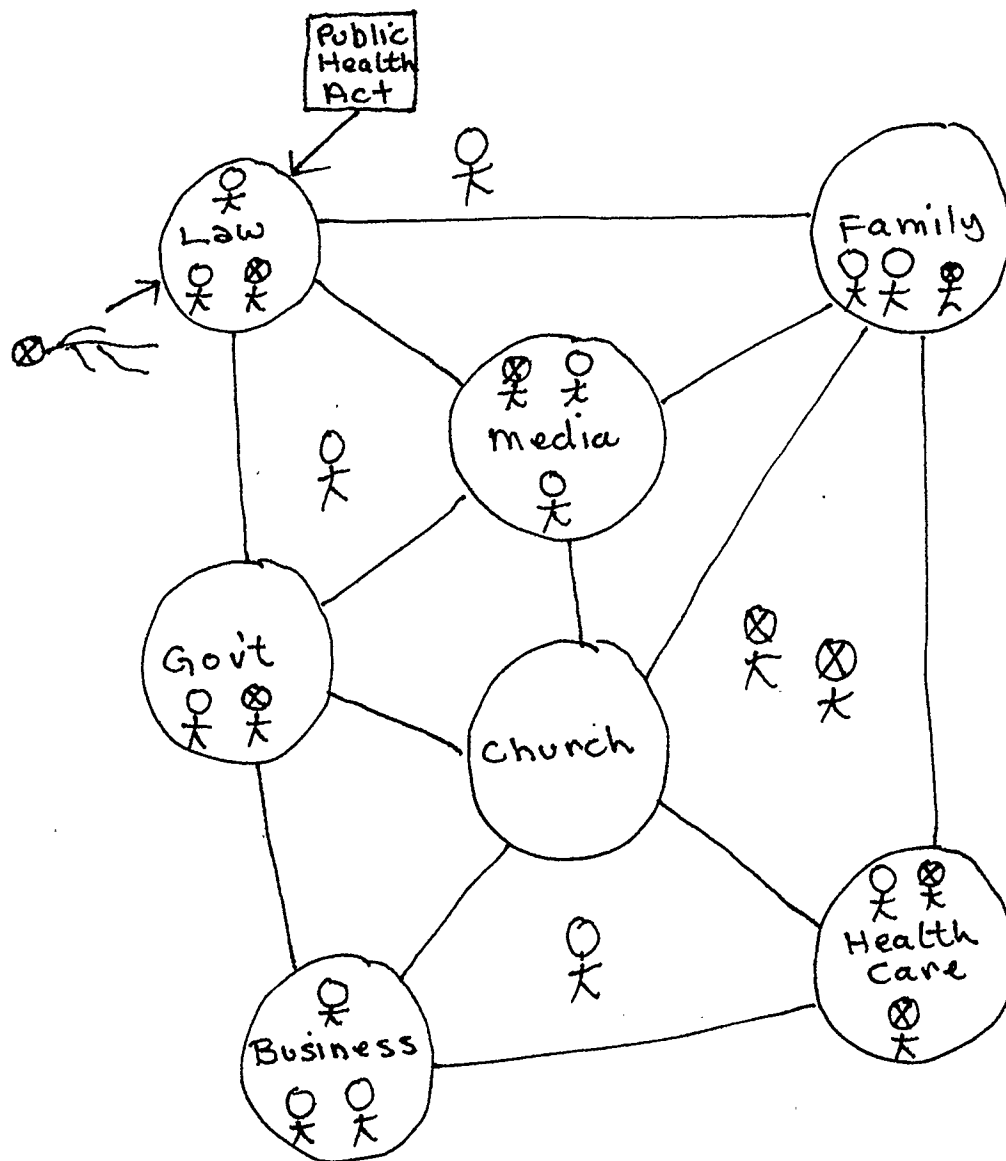 Public
Health
Act
Law
Family
media
Gov't
Church
Health
Care
Business